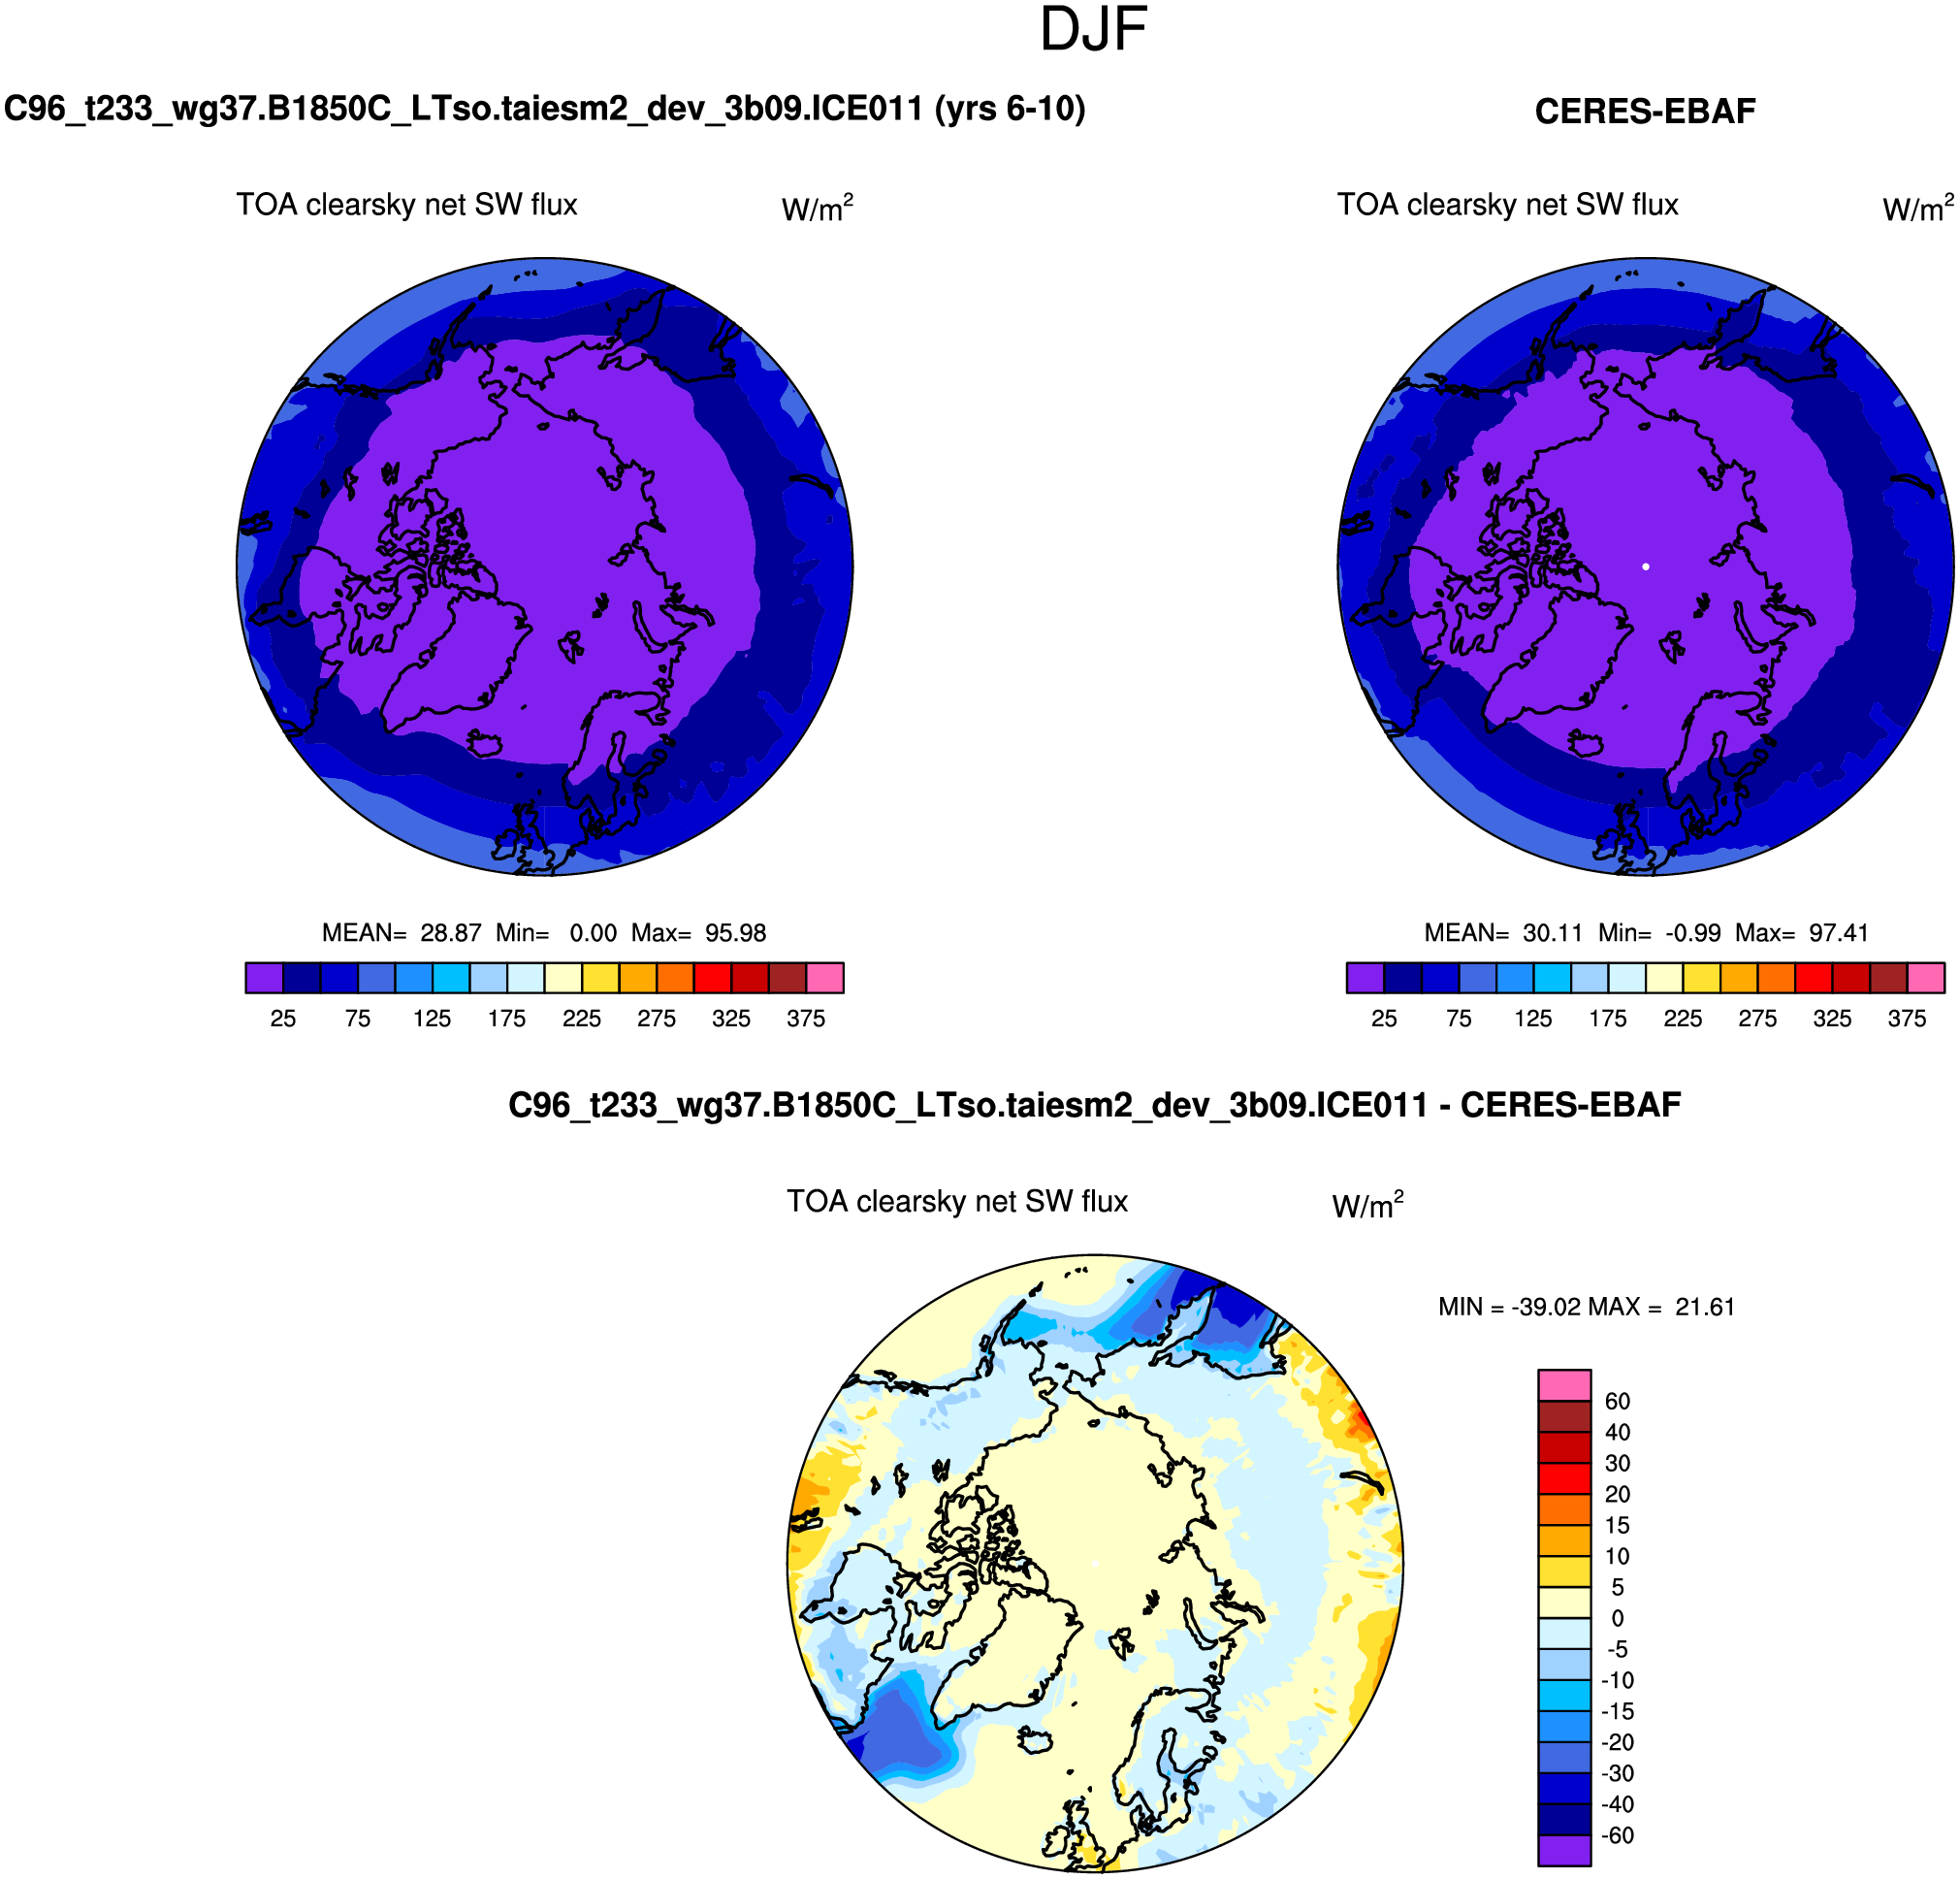 DJF
C96_t233_wg37.B1850C_LTso.taiesm2_dev_3b09.ICE011 (yrs 6-10)
CERES-EBAF
TOA clearsky net SW flux
W/m2
TOA clearsky net SW flux
W/m2
MEAN= 28.87 Min= 0.00 Max= 95.98
MEAN= 30.11 Min= -0.99 Max= 97.41
25 75 125 175 225 275 325 375
25 75 125 175 225 275 325 375
C96_t233_wg37.B1850C_LTso.taiesm2_dev_3b09.ICE011 - CERES-EBAF
TOA clearsky net SW flux
W/m2
MIN = -39.02 MAX = 21.61
60
40
30
20
15
10
5
0
-5
-10
-15
-20
-30
-40
-60